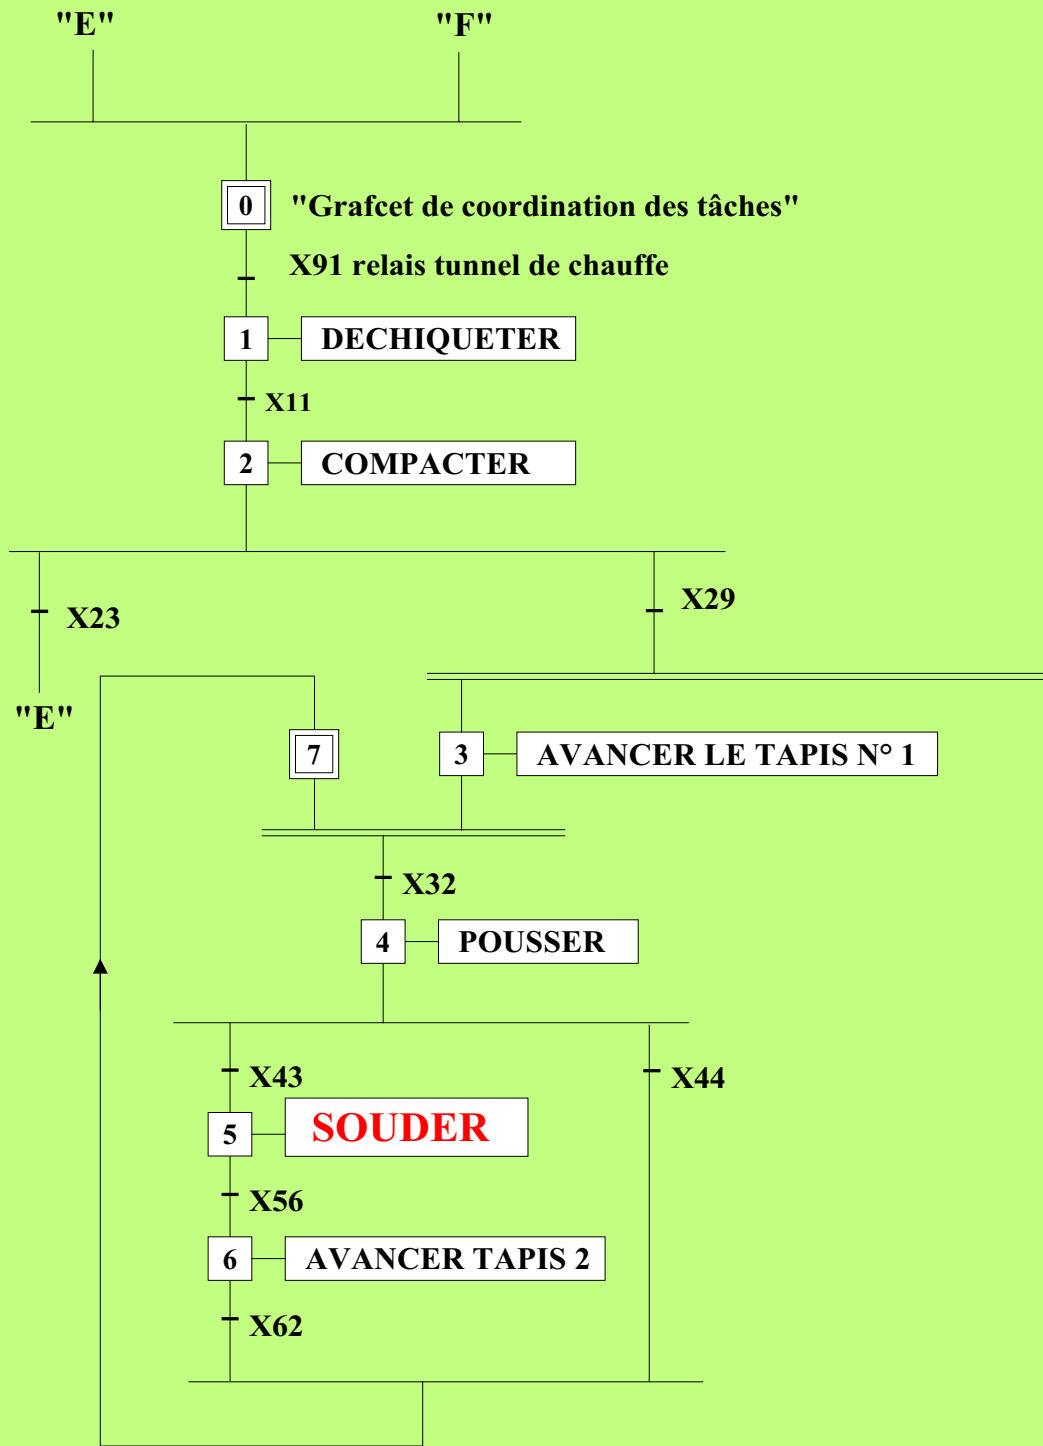 "E" "F"
0 "Grafcet de coordination des tâches"
X91 relais tunnel de chauffe
1 DECHIQUETER
X11
2 COMPACTER
X23 X29
"E"
7 3 AVANCER LE TAPIS N° 1
X32
4 POUSSER
X43 X44
5 SOUDER
X56
6 AVANCER TAPIS 2
X62